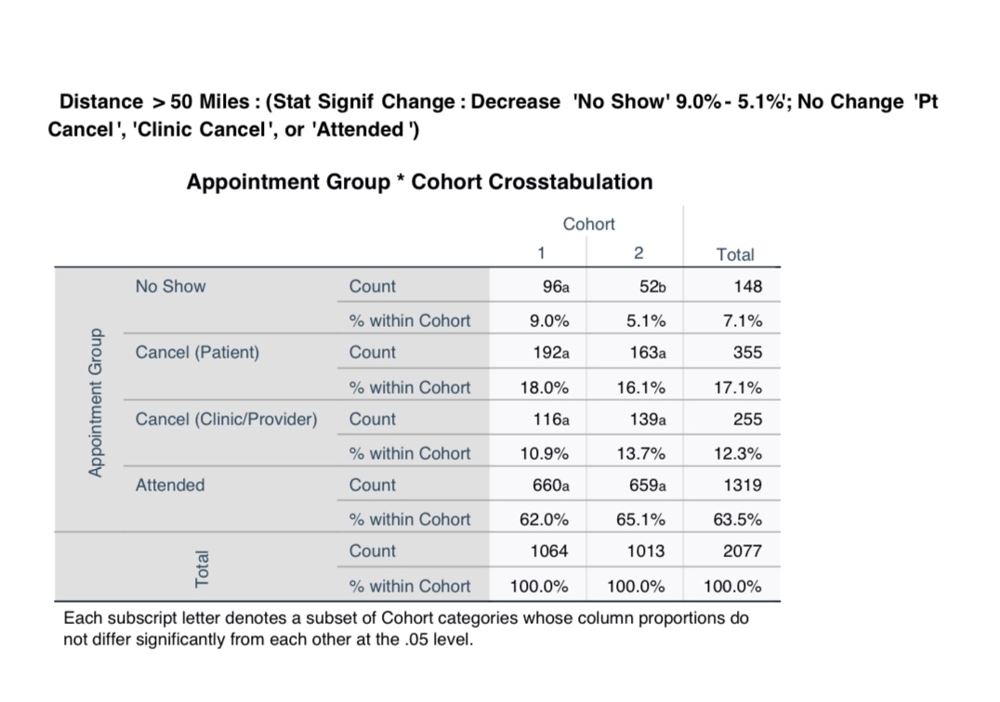 Distance > 50 Miles : (Stat Signif Change : Decrease 'No Show' 9.0% - 5.1%'; No Change 'Pt
Cancel', 'Clinic Cancel', or 'Attended')
Appointment Group * Cohort Crosstabulation
Cohort
1 2 Total
Appointment Group
No Show Count 96a 52b 148
% within Cohort 9.0% 5.1% 7.1%
Cancel (Patient) Count 192a 163a 355
% within Cohort 18.0% 16.1% 17.1%
Cancel (Clinic/Provider) Count 116a 139a 255
% within Cohort 10.9% 13.7% 12.3%
Attended Count 660a 659a 1319
% within Cohort 62.0% 65.1% 63.5%
Total Count 1064 1013 2077
% within Cohort 100.0% 100.0% 100.0%
Each subscript letter denotes a subset of Cohort categories whose column proportions do
not differ significantly from each other at the .05 level.